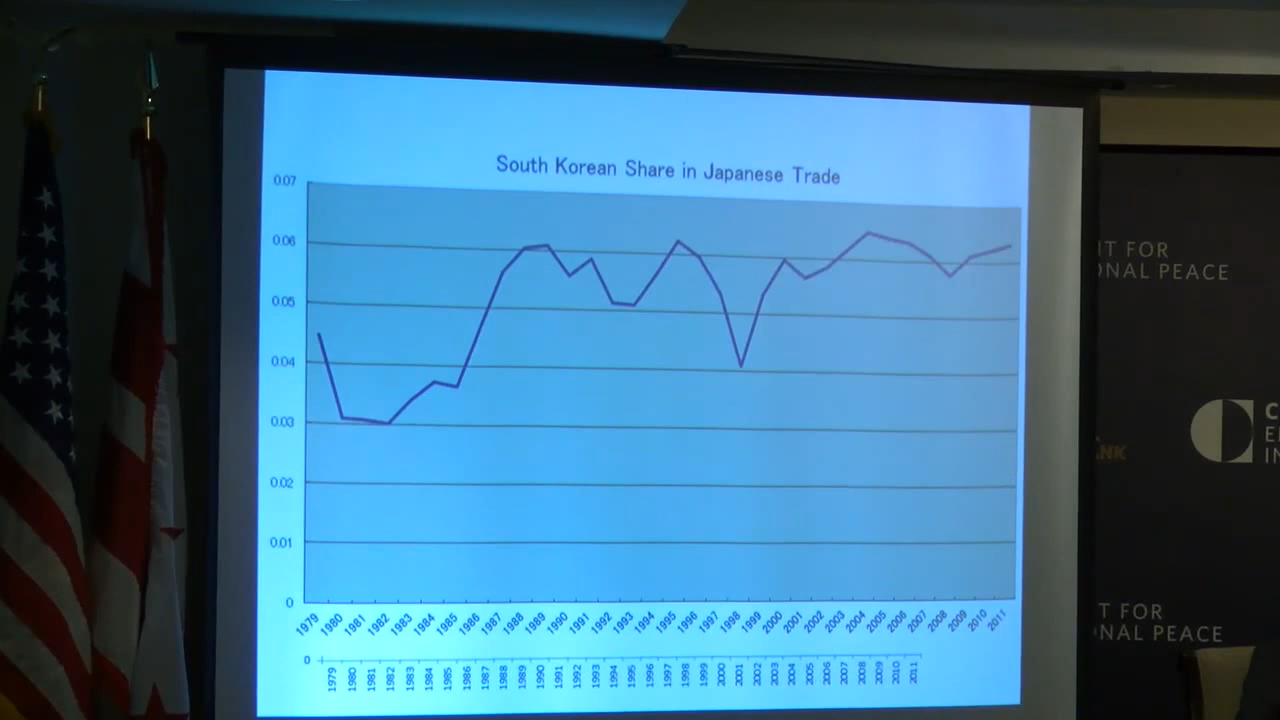 South Korean Share in Japanese Trade
0.07
0.06
0.05
0.04
0.03
0.02
0.01
0
1979 1980 1981 1982 1983 1984 1985 1986 1987 1988 1989 1990 1991 1992 1993 1994 1995 1996 1997 1998 1999 2000 2001 2002 2003 2004 2005 2006 2007 2008 2009 2010 2011
0
1979 1980 1981 1982 1983 1984 1985 1986 1987 1988 1989 1990 1991 1992 1993 1994 1995 1996 1997 1998 1999 2000 2001 2002 2003 2004 2005 2006 2007 2008 2009 2010 2011
T FOR
NAL PEACE
NK
C
E
IN
T FOR
NAL PEACE